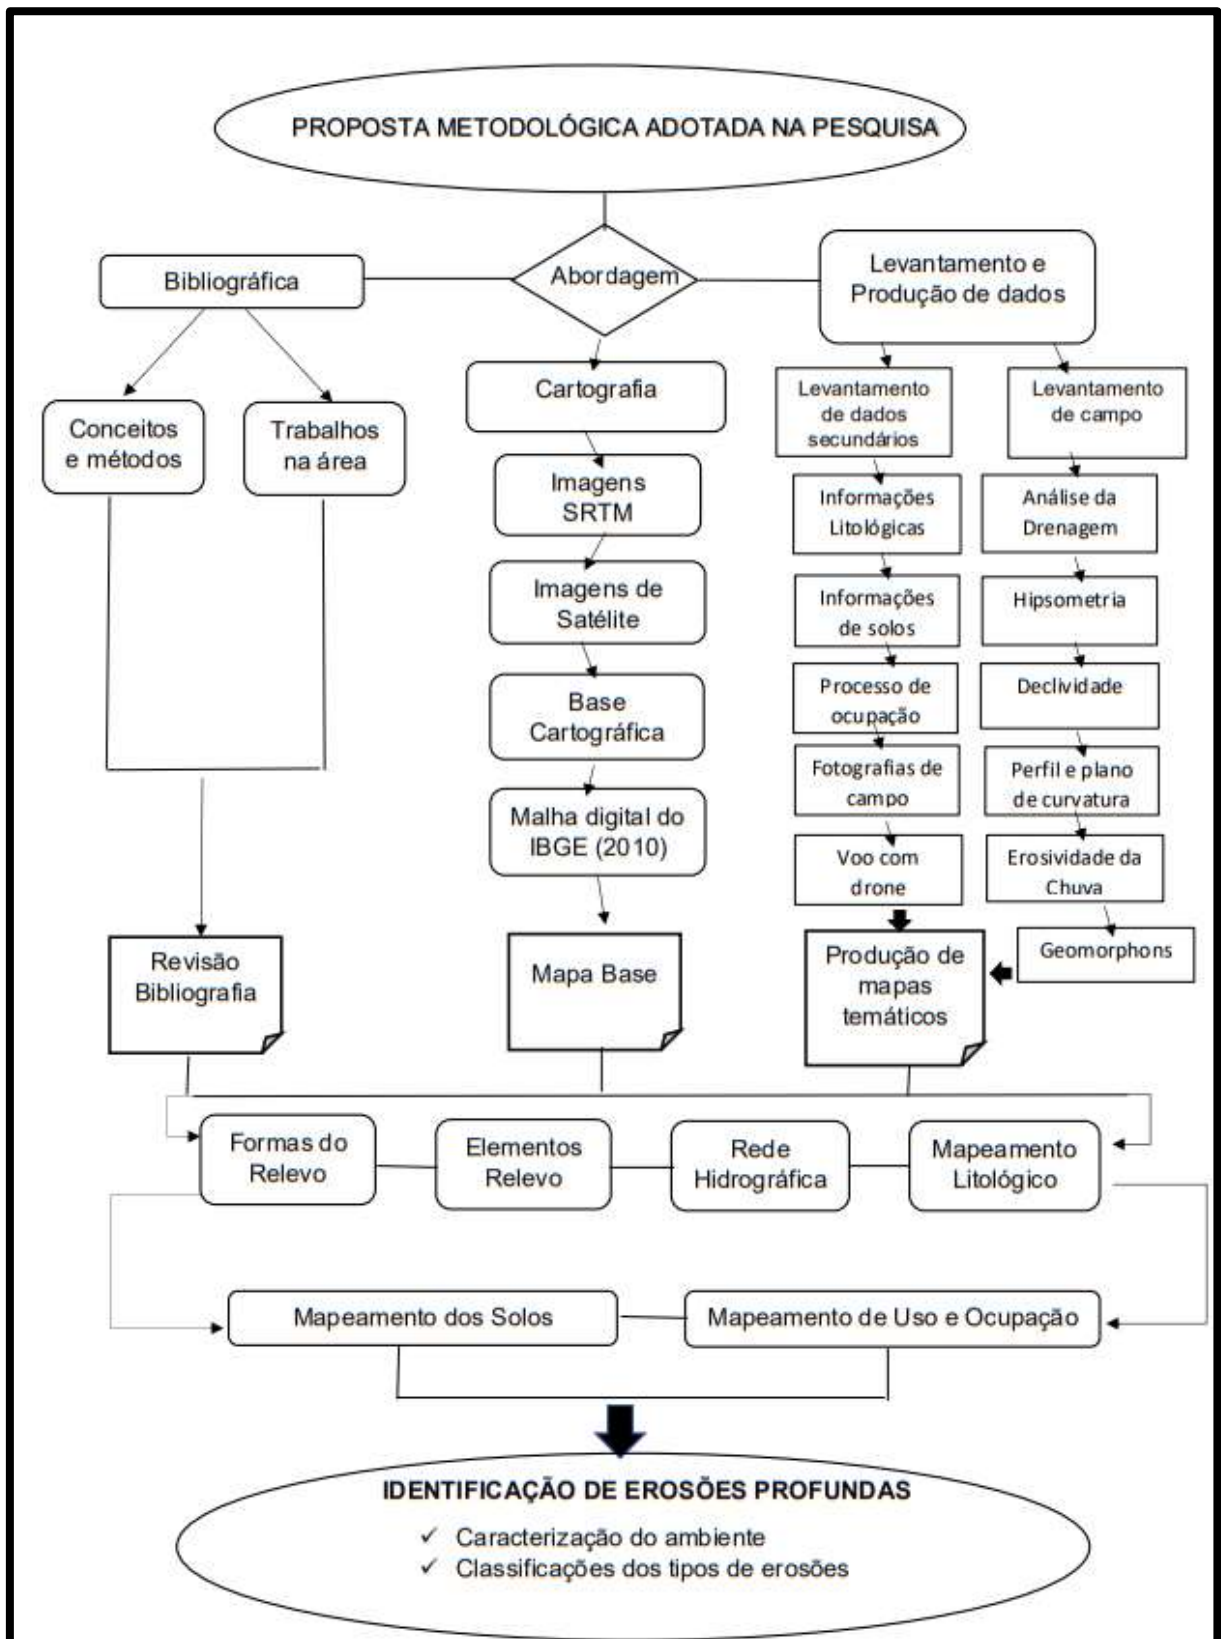 PROPOSTA METODOLÓGICA ADOTADA NA PESQUISA
Bibliográfica
Abordagem
Levantamento e
Produção de dados
Conceitos
e métodos
Trabalhos
na área
Cartografia
Imagens
SRTM
Imagens de
Satélite
Base
Cartográfica
Malha digital do
IBGE (2010)
Levantamento
de dados
secundários
Informações
Litológicas
Informações
de solos
Processo de
ocupação
Fotografias de
campo
Voo com
drone
Levantamento
de campo
Análise da
Drenagem
Hipsometria
Declividade
Perfil e plano
de curvatura
Erosividade da
Chuva
Geomorphons
Revisão
Bibliografia
Mapa Base
Produção de
mapas
temáticos
Formas do
Relevo
Elementos
Relevo
Rede
Hidrográfica
Mapeamento
Litológico
Mapeamento dos Solos
Mapeamento de Uso e Ocupação
IDENTIFICAÇÃO DE EROSÕES PROFUNDAS
✓ Caracterização do ambiente
✓ Classificações dos tipos de erosões